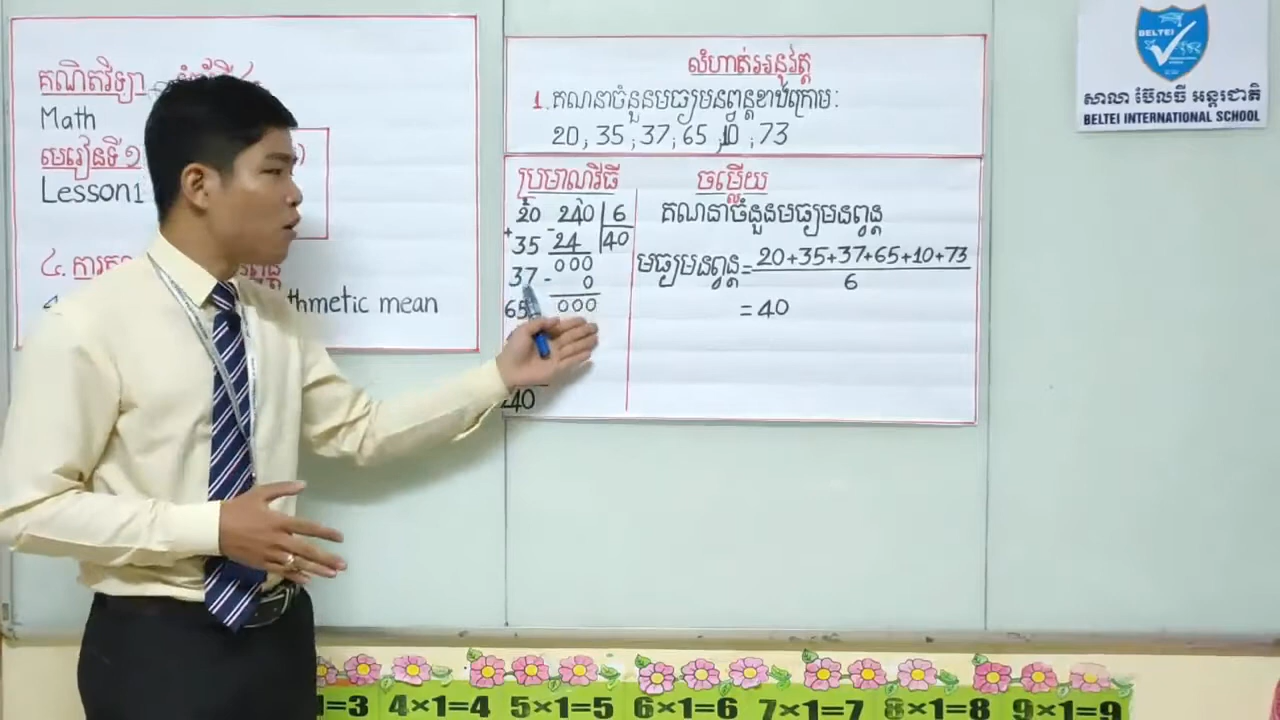 គណិតវិទ្យា
Math
មេរៀនទី១
Lesson1
៤. ការ
thmetic mean
លំហាត់អនុវត្ត
1. គណនាចំនួនមធ្យមនព្វន្តខាងក្រោម:
20 ; 35 ; 37 ; 65 ; 10 ; 73
ប្រមាណវិធី
20
+ 35
37
65
40
- 240 | 6
24 | 40
000
- 0
000
ចម្លើយ
គណនាចំនួនមធ្យមនព្វន្ត
មធ្យមនព្វន្ត = 20+35+37+65+10+73
6
= 40
BELTEI
សាលា ប៊ែលធី អន្តរជាតិ
BELTEI INTERNATIONAL SCHOOL
=3 4×1=4 5×1=5 6×1=6 7×1=7 8×1=8 9×1=9